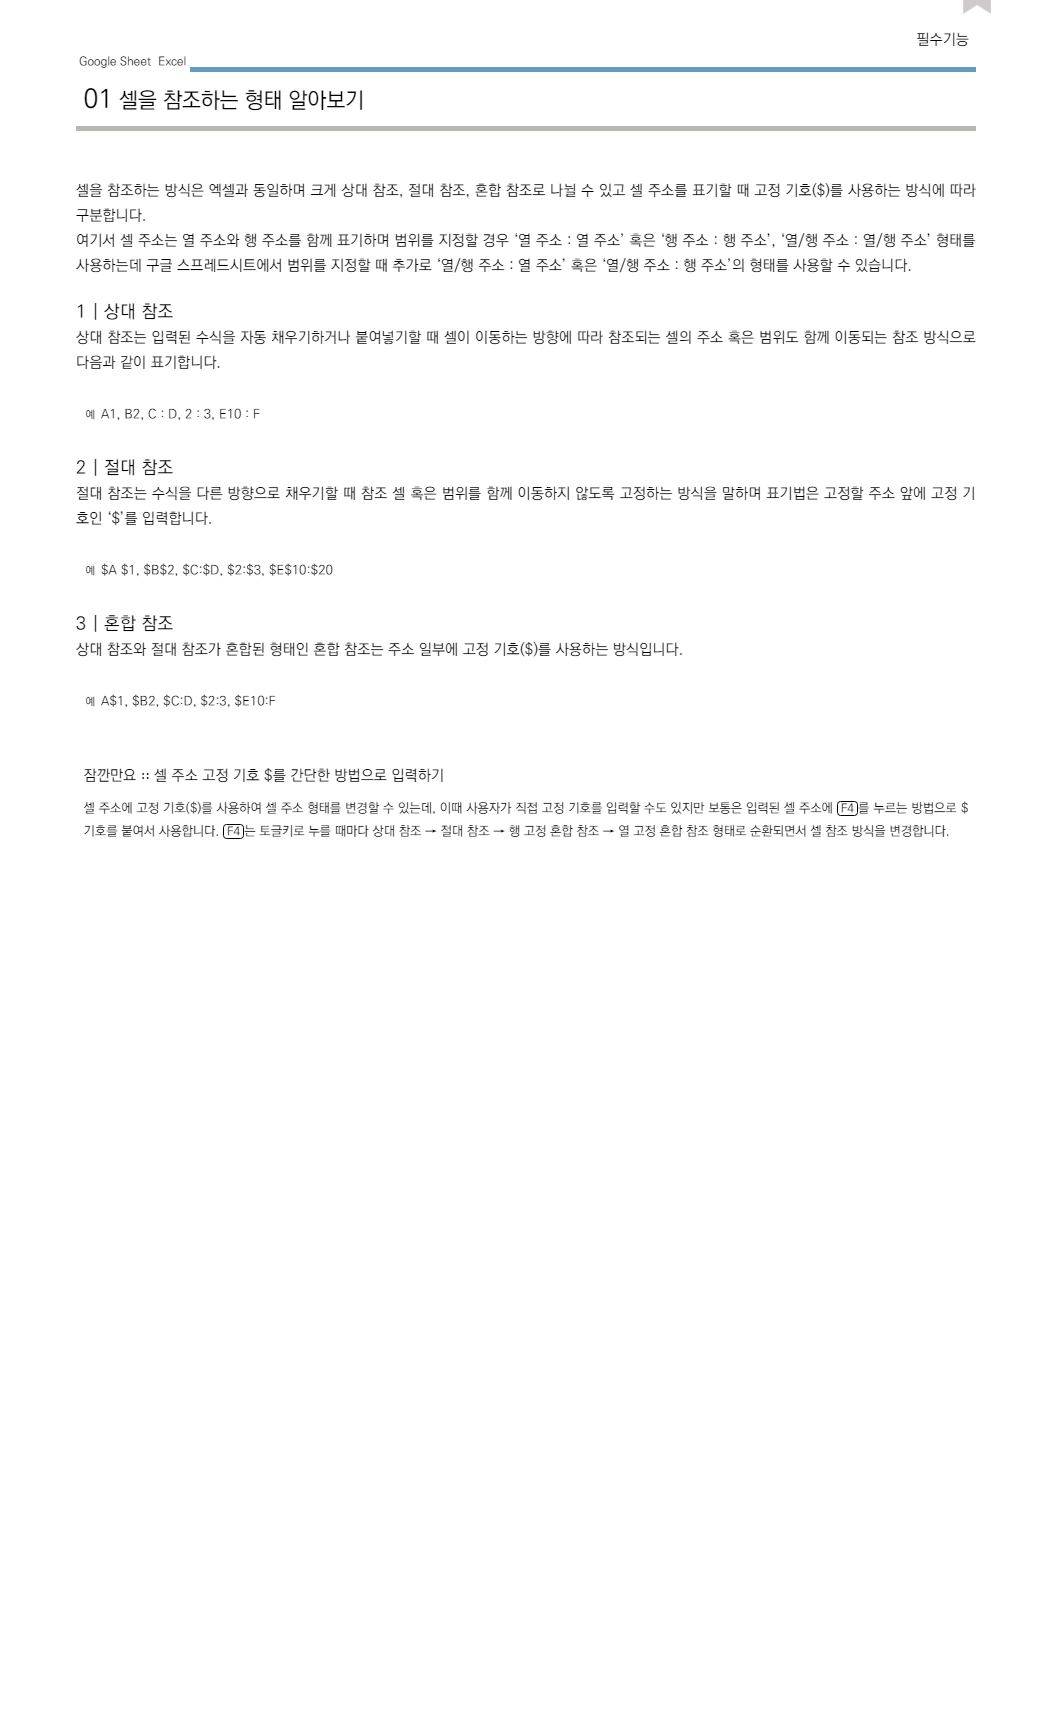 필수기능
Google Sheet Excel
01 셀을 참조하는 형태 알아보기
셀을 참조하는 방식은 엑셀과 동일하며 크게 상대 참조, 절대 참조, 혼합 참조로 나뉠 수 있고 셀 주소를 표기할 때 고정 기호($)를 사용하는 방식에 따라
구분합니다.
여기서 셀 주소는 열 주소와 행 주소를 함께 표기하며 범위를 지정할 경우 ‘열 주소 : 열 주소’ 혹은 ‘행 주소 : 행 주소’, ‘열/행 주소 : 열/행 주소’ 형태를
사용하는데 구글 스프레드시트에서 범위를 지정할 때 추가로 ‘열/행 주소 : 열 주소’ 혹은 ‘열/행 주소 : 행 주소’의 형태를 사용할 수 있습니다.
1 | 상대 참조
상대 참조는 입력된 수식을 자동 채우기하거나 붙여넣기할 때 셀이 이동하는 방향에 따라 참조되는 셀의 주소 혹은 범위도 함께 이동되는 참조 방식으로
다음과 같이 표기합니다.
예 A1, B2, C : D, 2 : 3, E10 : F
2 | 절대 참조
절대 참조는 수식을 다른 방향으로 채우기할 때 참조 셀 혹은 범위를 함께 이동하지 않도록 고정하는 방식을 말하며 표기법은 고정할 주소 앞에 고정 기
호인 ‘$’를 입력합니다.
예 $A $1, $B$2, $C:$D, $2:$3, $E$10:$20
3 | 혼합 참조
상대 참조와 절대 참조가 혼합된 형태인 혼합 참조는 주소 일부에 고정 기호($)를 사용하는 방식입니다.
예 A$1, $B2, $C:D, $2:3, $E10:F
잠깐만요 :: 셀 주소 고정 기호 $를 간단한 방법으로 입력하기
셀 주소에 고정 기호($)를 사용하여 셀 주소 형태를 변경할 수 있는데, 이때 사용자가 직접 고정 기호를 입력할 수도 있지만 보통은 입력된 셀 주소에 F4를 누르는 방법으로 $
기호를 붙여서 사용합니다. F4는 토글키로 누를 때마다 상대 참조 → 절대 참조 → 행 고정 혼합 참조 → 열 고정 혼합 참조 형태로 순환되면서 셀 참조 방식을 변경합니다.